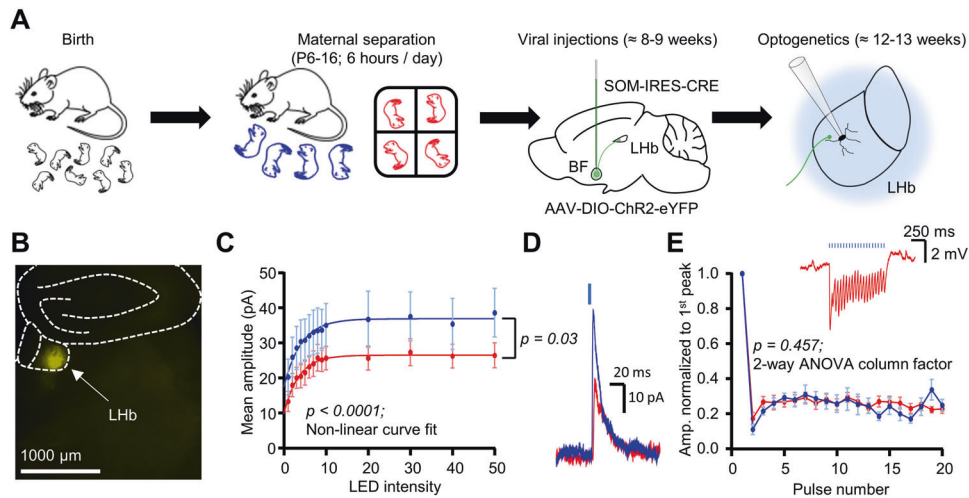 A
Birth
Maternal separation
(P6-16; 6 hours / day)
Viral injections (≈ 8-9 weeks)
Optogenetics (≈ 12-13 weeks)
SOM-IRES-CRE
BF
LHb
AAV-DIO-ChR2-eYFP
LHb
B
LHb
1000 µm
C
Mean amplitude (pA)
50
40
30
20
10
0
p = 0.03
p < 0.0001;
Non-linear curve fit
0 10 20 30 40 50
LED intensity
D
20 ms
10 pA
E
250 ms
2 mV
Amp. normalized to 1st peak
1.0
0.8
0.6
0.4
0.2
0.0
p = 0.457;
2-way ANOVA column factor
0 5 10 15 20
Pulse number